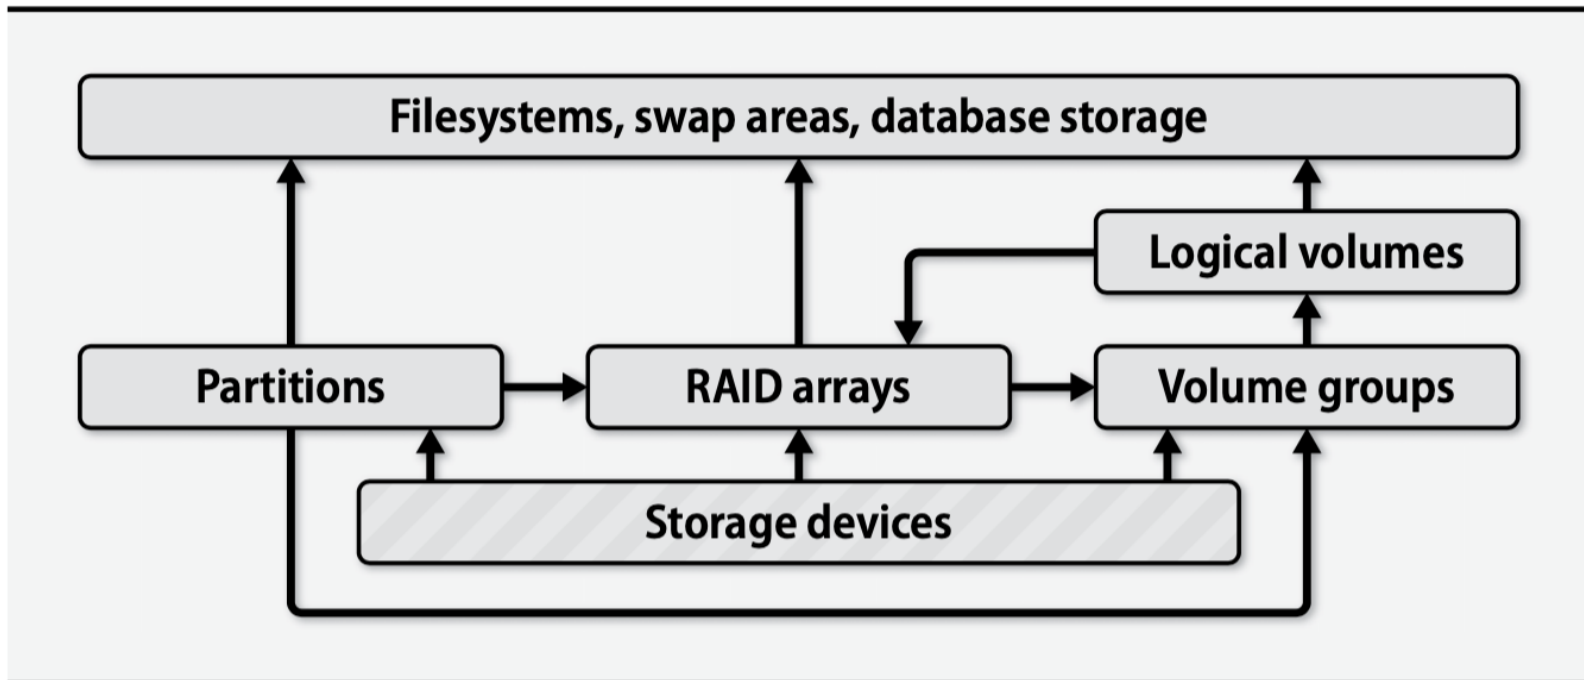 Filesystems, swap areas, database storage
Logical volumes
Partitions
RAID arrays
Volume groups
Storage devices